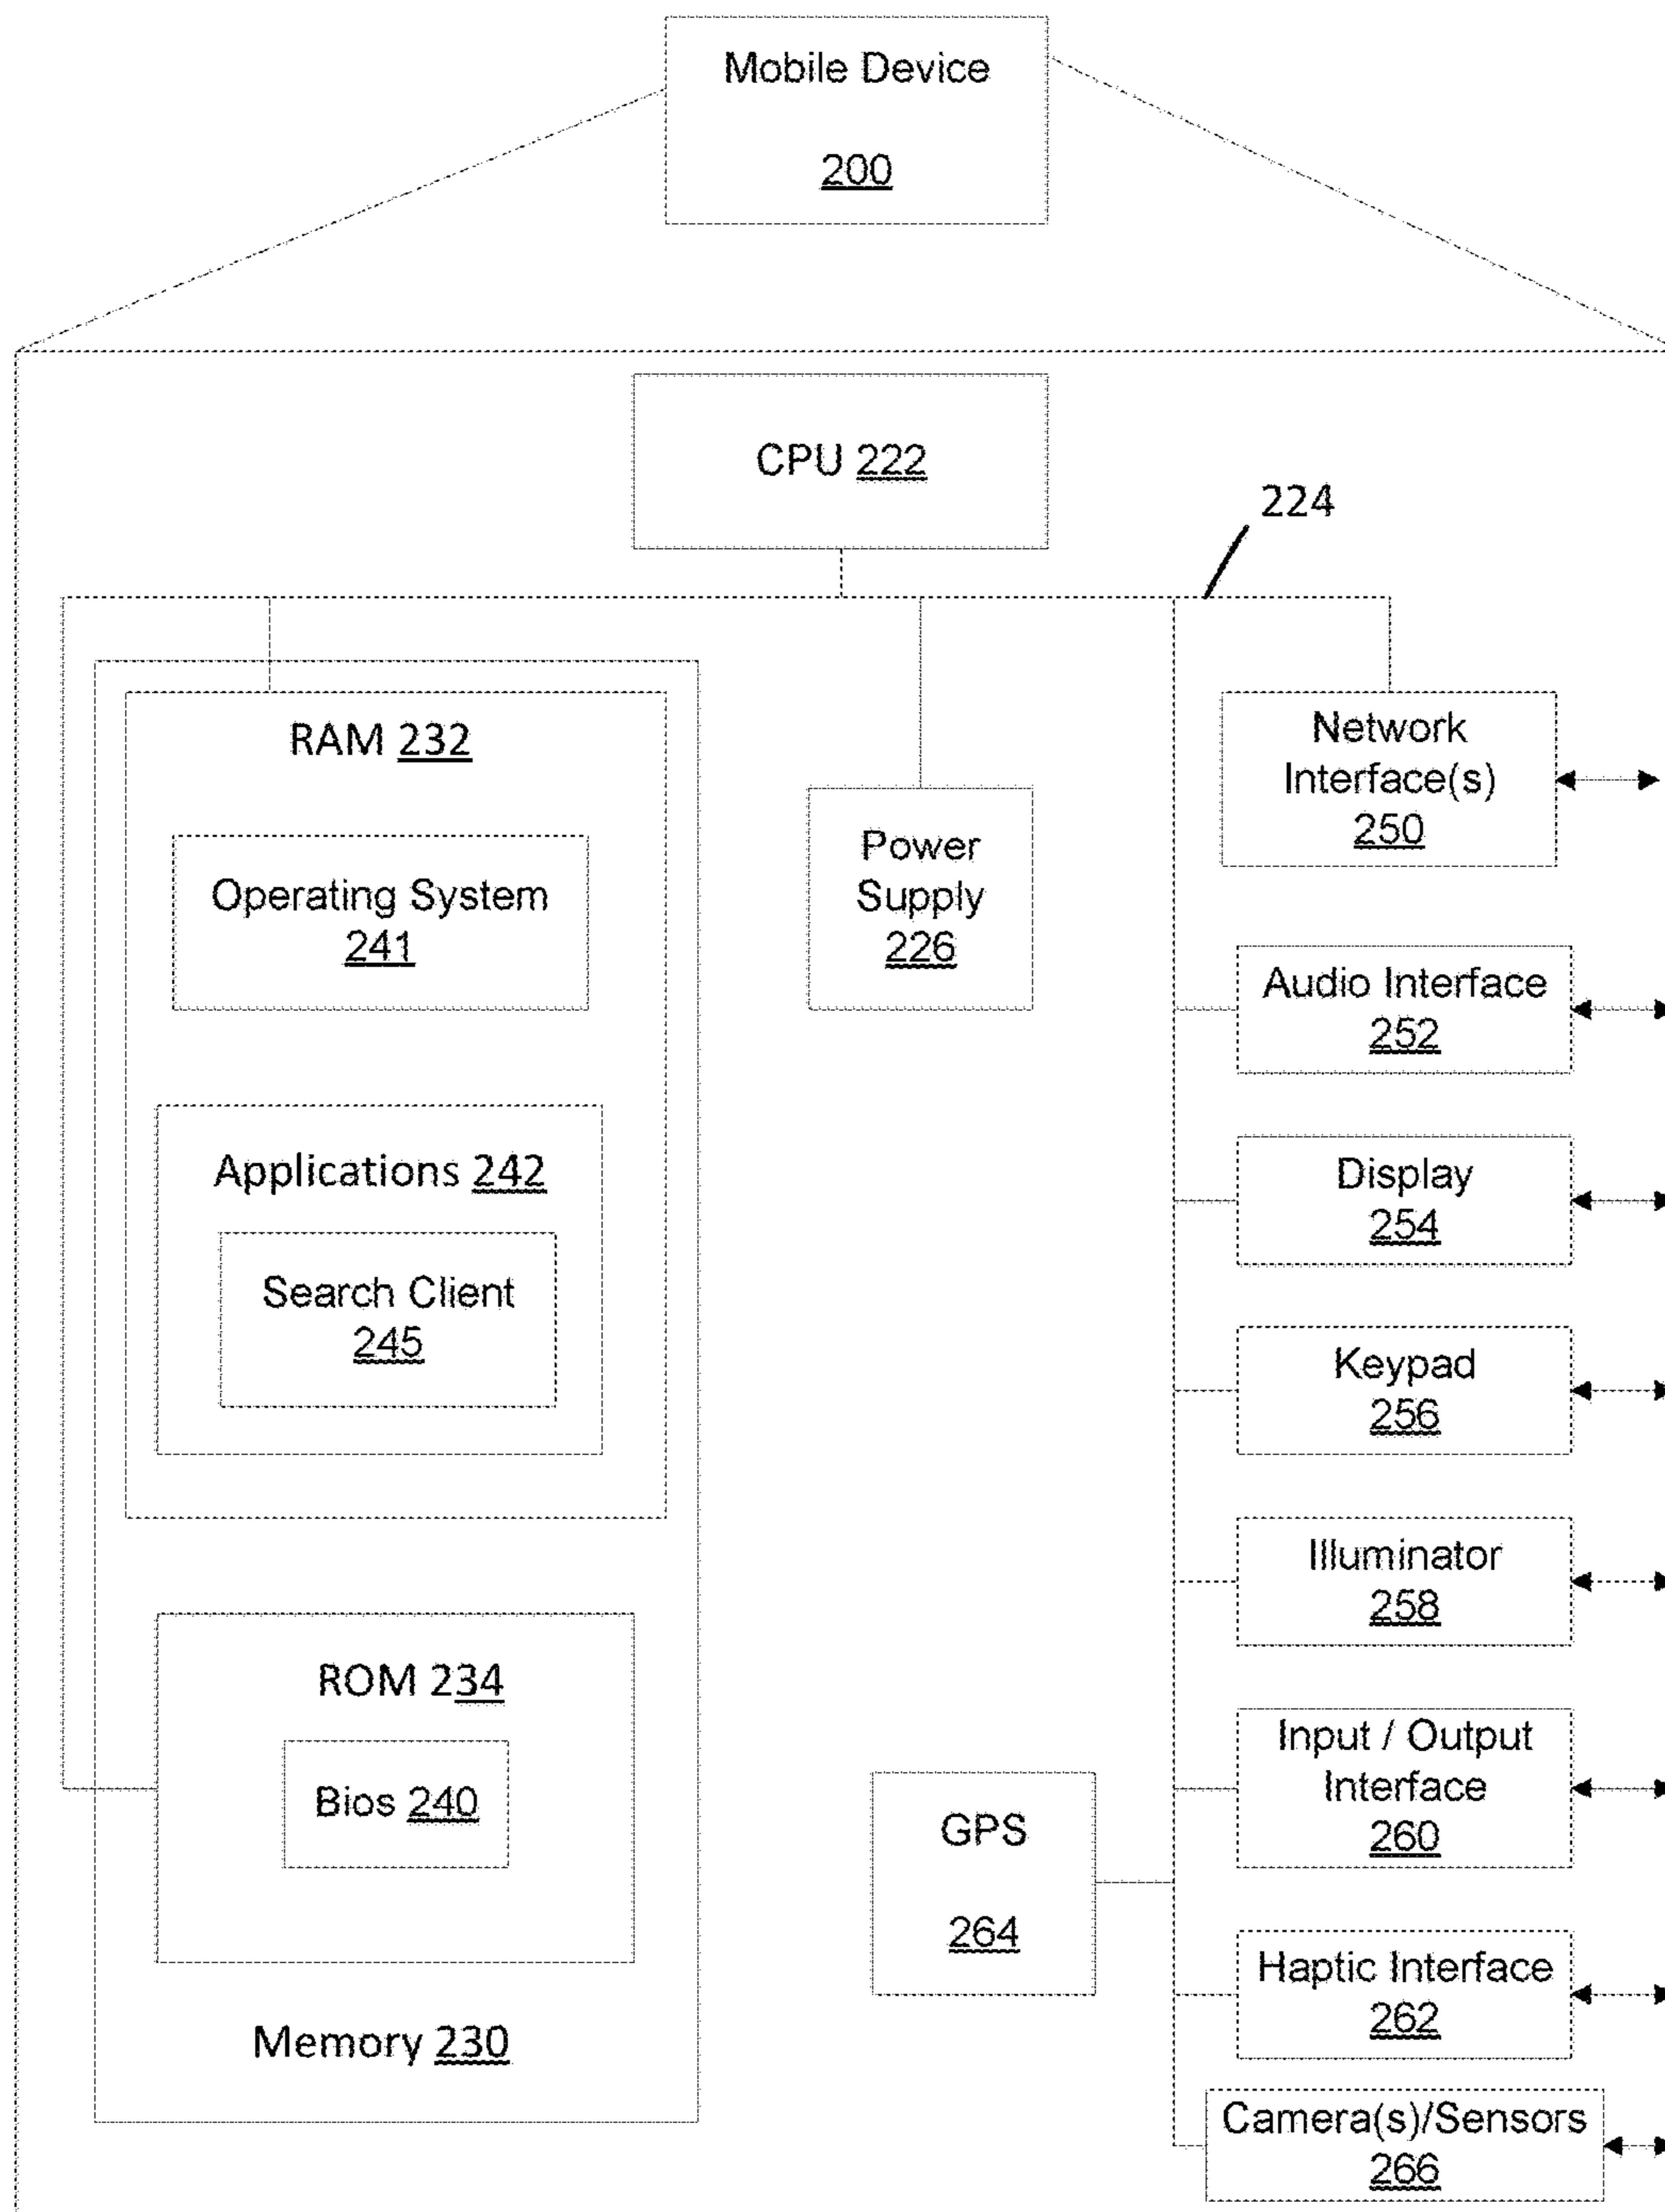 Mobile Device
200
CPU 222
224
RAM 232
Operating System
241
Applications 242
Search Client
245
ROM 234
Bios 240
Memory 230
Power
Supply
226
GPS
264
Network
Interface(s)
250
Audio Interface
252
Display
254
Keypad
256
Illuminator
258
Input / Output
Interface
260
Haptic Interface
262
Camera(s)/Sensors
266